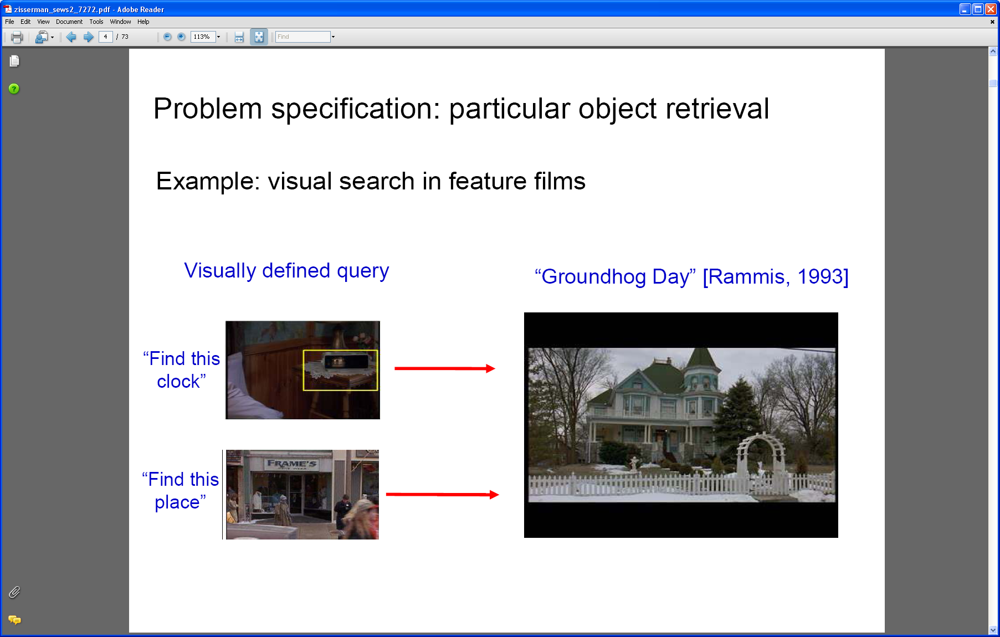 zisserman_sews2_7272.pdf - Adobe Reader
File Edit View Document Tools Window Help
4 / 73 113% Find
Problem specification: particular object retrieval
Example: visual search in feature films
Visually defined query
“Groundhog Day” [Rammis, 1993]
“Find this
clock”
FRAME'S
“Find this
place”